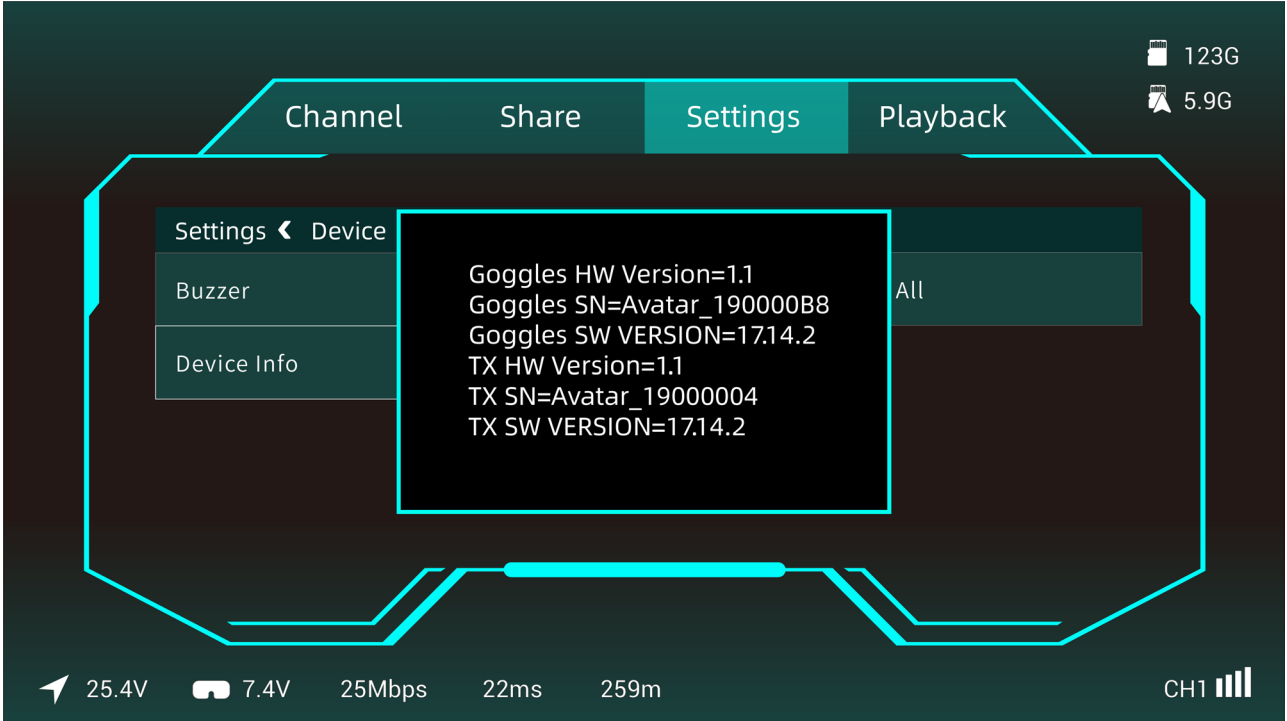 123G
5.9G
Channel Share Settings Playback
Settings Device
Buzzer
All
Device Info
Goggles HW Version=1.1
Goggles SN=Avatar_190000B8
Goggles SW VERSION=17.14.2
TX HW Version=1.1
TX SN=Avatar_19000004
TX SW VERSION=17.14.2
25.4V 7.4V 25Mbps 22ms 259m CH1